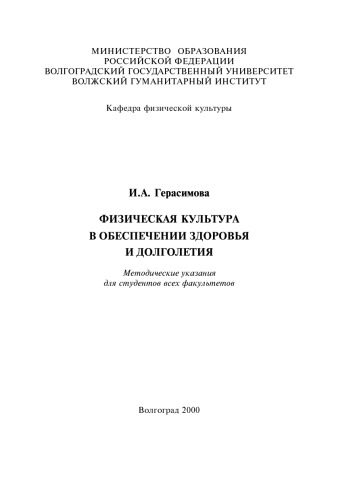 МИНИСТЕРСТВО ОБРАЗОВАНИЯ
РОССИЙСКОЙ ФЕДЕРАЦИИ
ВОЛГОГРАДСКИЙ ГОСУДАРСТВЕННЫЙ УНИВЕРСИТЕТ
ВОЛЖСКИЙ ГУМАНИТАРНЫЙ ИНСТИТУТ
Кафедра физической культуры
И.А. Герасимова
ФИЗИЧЕСКАЯ КУЛЬТУРА
В ОБЕСПЕЧЕНИИ ЗДОРОВЬЯ
И ДОЛГОЛЕТИЯ
Методические указания
для студентов всех факультетов
Волгоград 2000